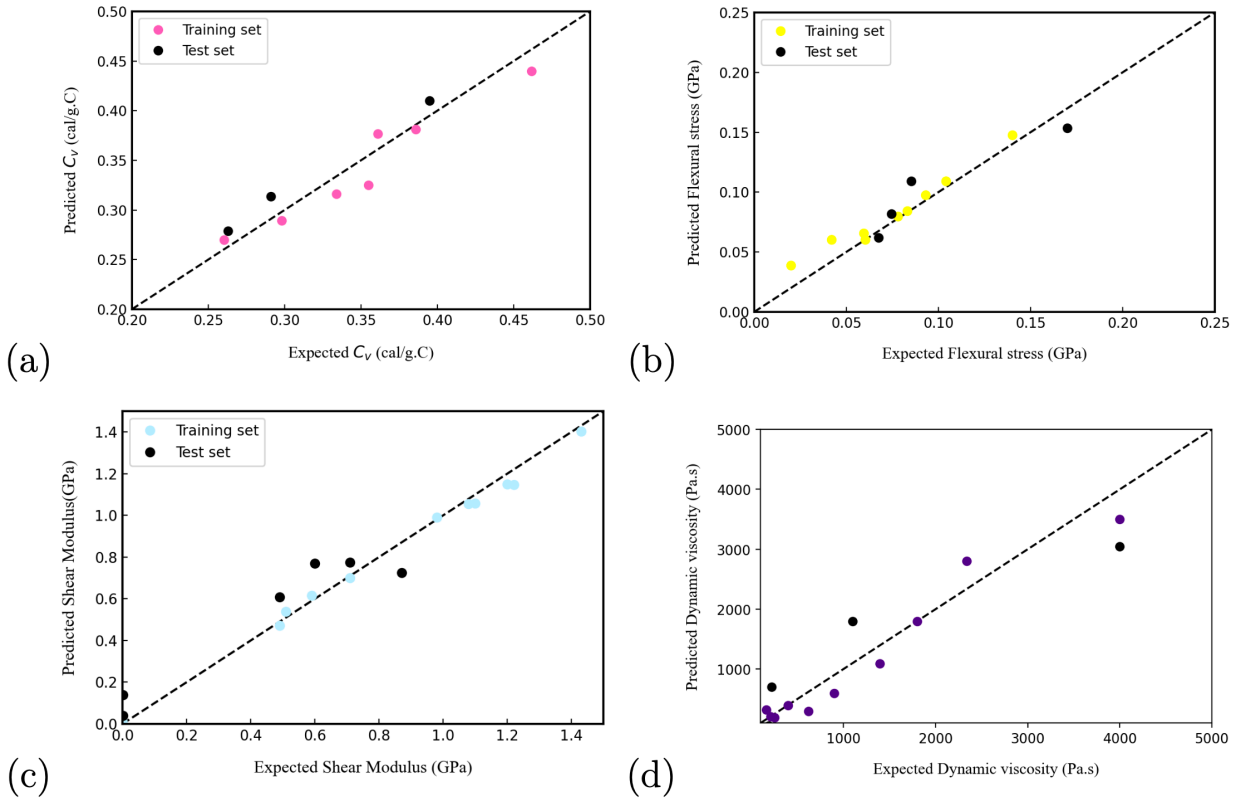 0.50
0.45
0.40
0.35
0.30
0.25
0.20
Predicted Cv (cal/g.C)
Training set
Test set
0.20 0.25 0.30 0.35 0.40 0.45 0.50
Expected Cv (cal/g.C)
(a)
0.25
0.20
0.15
0.10
0.05
0.00
Predicted Flexural stress (GPa)
Training set
Test set
0.00 0.05 0.10 0.15 0.20 0.25
Expected Flexural stress (GPa)
(b)
1.4
1.2
1.0
0.8
0.6
0.4
0.2
0.0
Predicted Shear Modulus(GPa)
Training set
Test set
0.0 0.2 0.4 0.6 0.8 1.0 1.2 1.4
Expected Shear Modulus (GPa)
(c)
5000
4000
3000
2000
1000
Predicted Dynamic viscosity (Pa.s)
1000 2000 3000 4000 5000
Expected Dynamic viscosity (Pa.s)
(d)